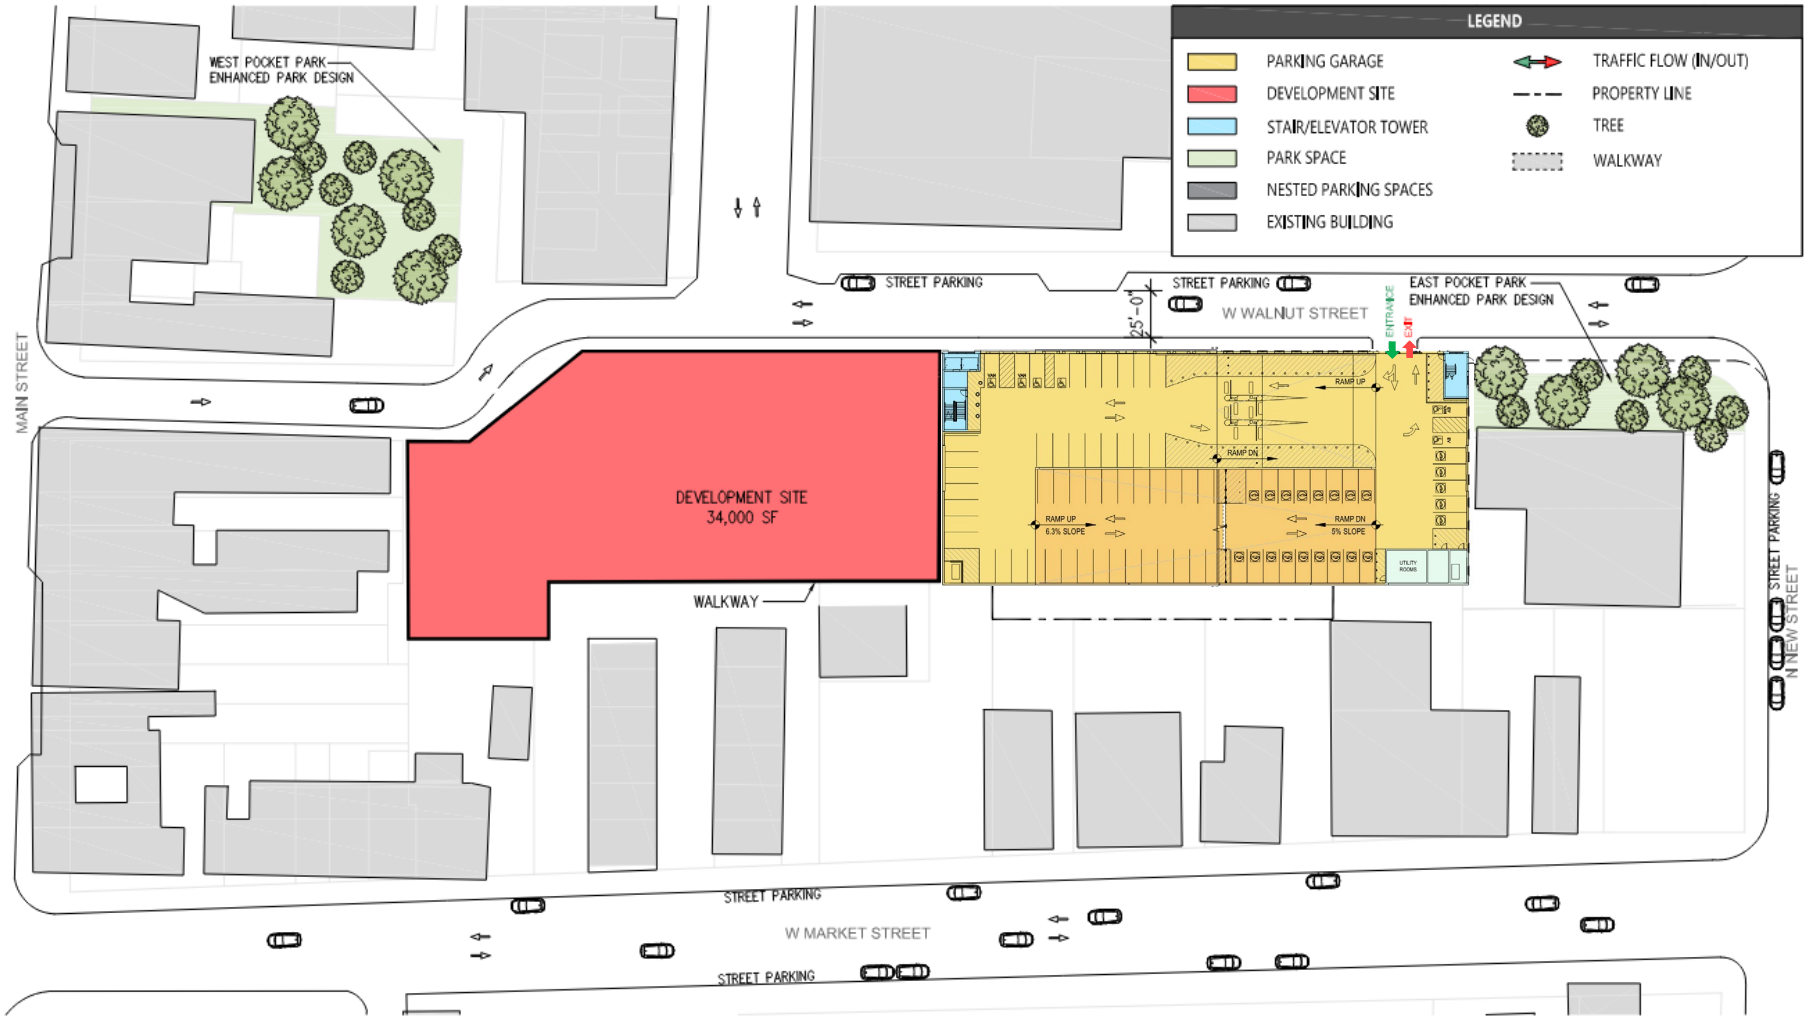 LEGEND
PARKING GARAGE
DEVELOPMENT SITE
STAIR/ELEVATOR TOWER
PARK SPACE
NESTED PARKING SPACES
EXISTING BUILDING
TRAFFIC FLOW (IN/OUT)
PROPERTY LINE
TREE
WALKWAY
WEST POCKET PARK
ENHANCED PARK DESIGN
STREET PARKING
STREET PARKING
EAST POCKET PARK
ENHANCED PARK DESIGN
W WALNUT STREET
25'-0"
ENTRANCE
EXIT
MAIN STREET
RAMP UP
RAMP DN
DEVELOPMENT SITE
34,000 SF
RAMP UP
6.3% SLOPE
RAMP DN
5% SLOPE
UTILITY
ROOMS
WALKWAY
STREET PARKING
N NEW STREET
STREET PARKING
W MARKET STREET
STREET PARKING